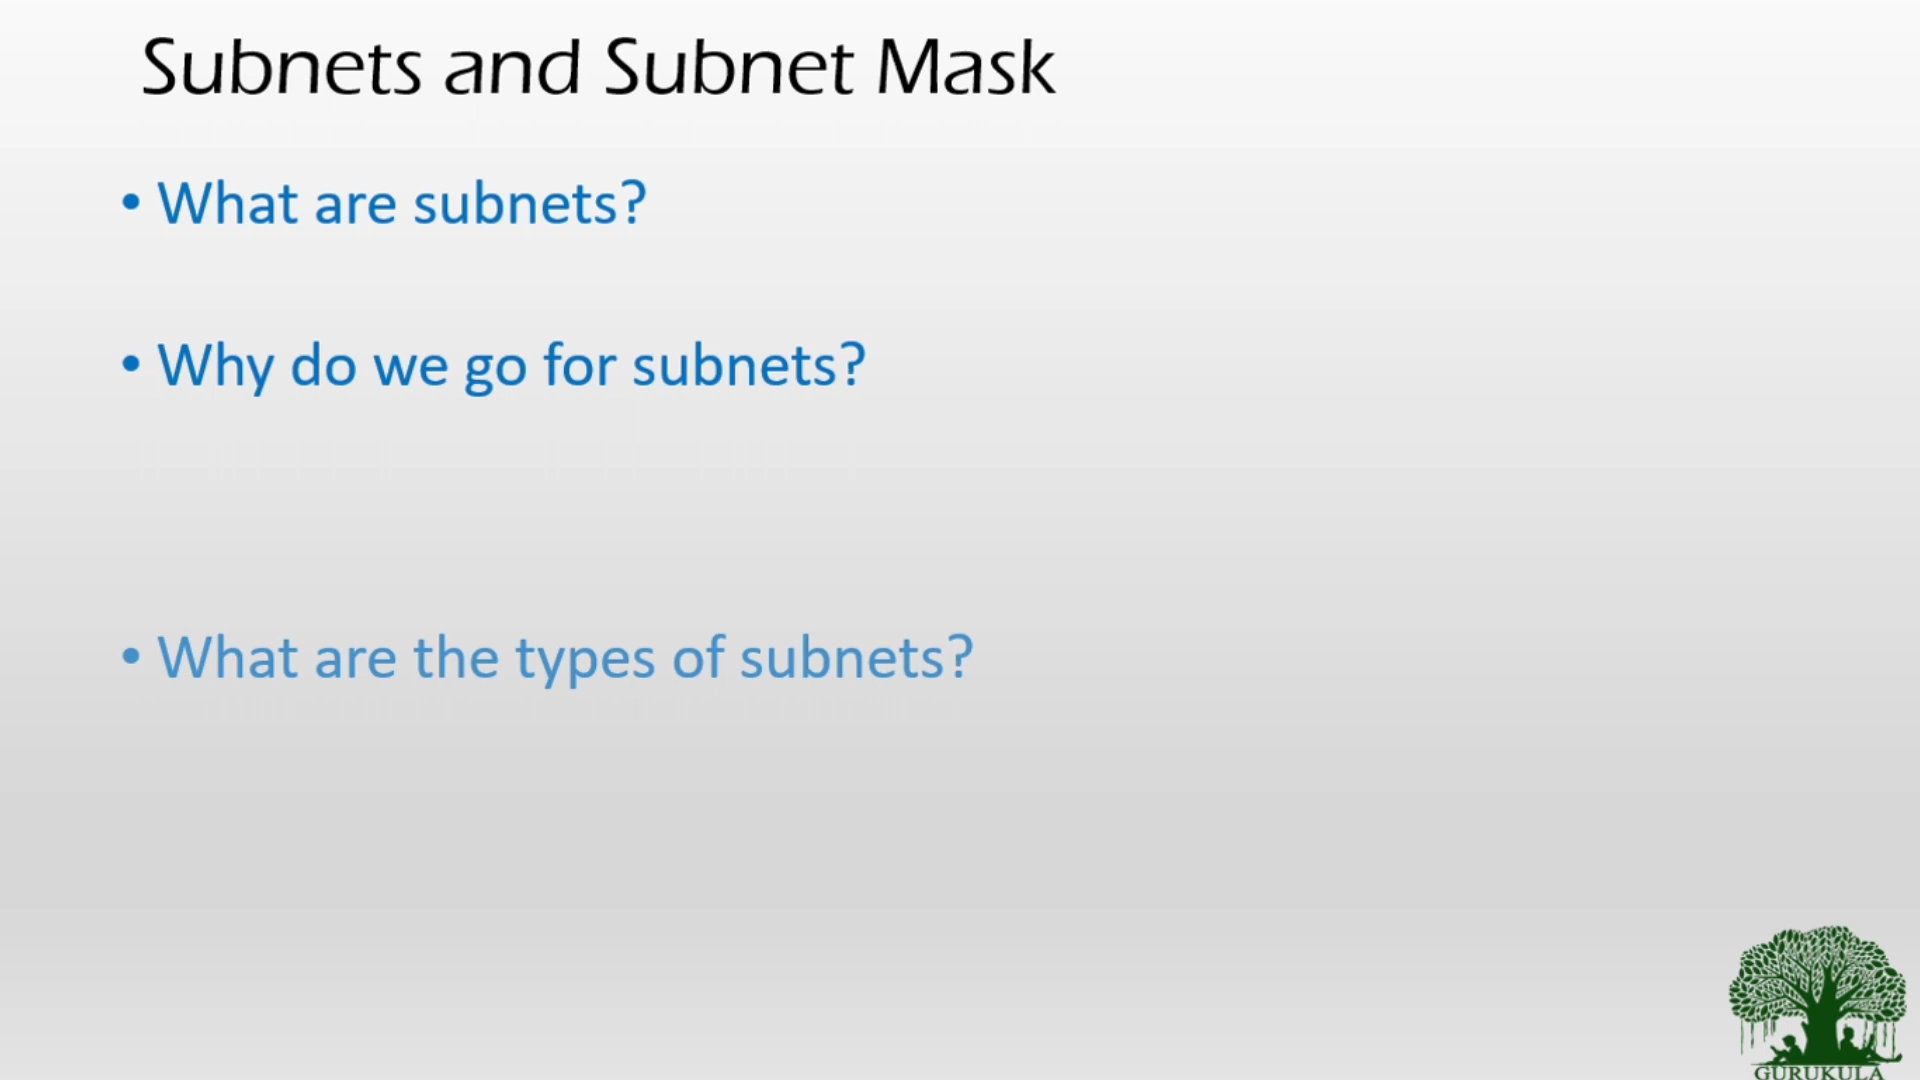 Subnets and Subnet Mask
• What are subnets?
• Why do we go for subnets?
• What are the types of subnets?
GURUKULA